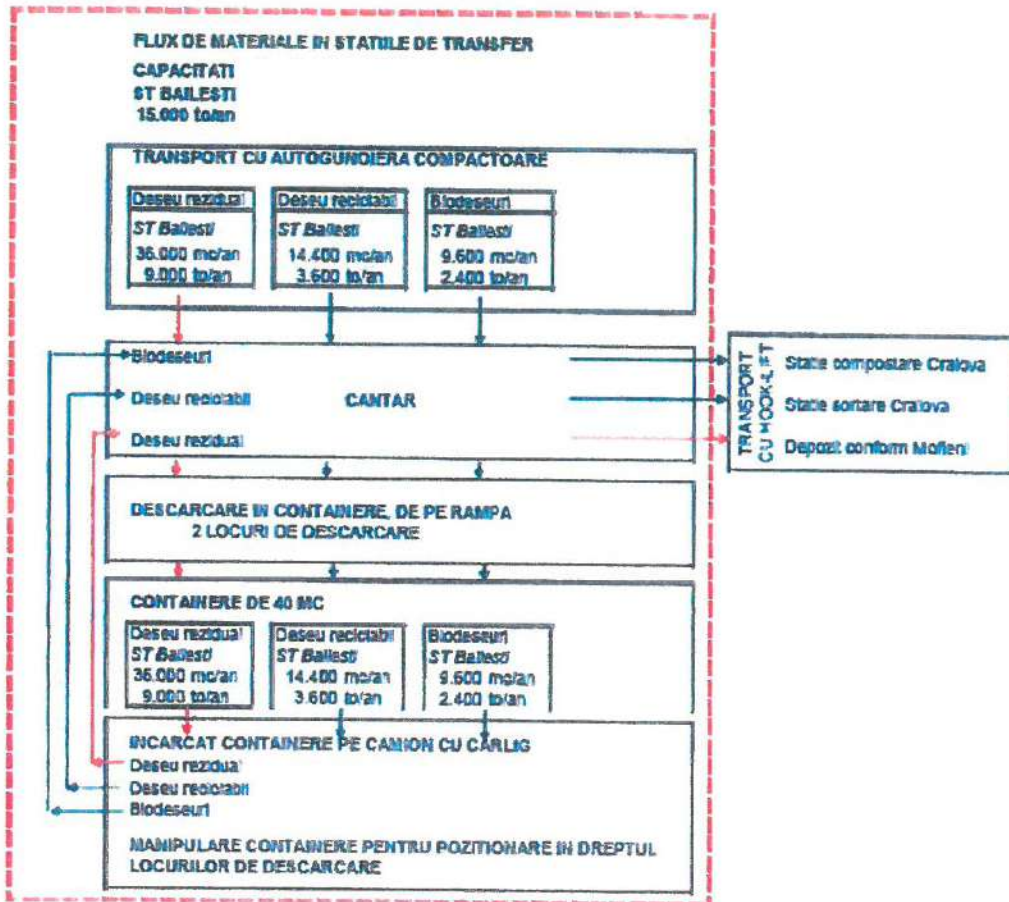 FLUX DE MATERIALE IN STATIILE DE TRANSFER
CAPACITATI
ST BAILESTI
15.000 to/an
TRANSPORT CU AUTOGUNOIERA COMPACTOARE
Deseu rezidual
ST Bailesti
36.000 mc/an
9.000 to/an
Deseu reciclabil
ST Bailesti
14.400 mc/an
3.600 to/an
Biodeseuri
ST Bailesti
9.600 mc/an
2.400 to/an
Biodeseuri
Deseu reciclabil
CANTAR
Deseu rezidual
TRANSPORT
CU HOOK-LIFT
Statie compostare Craiova
Statie sortare Craiova
Depozit conform Mofleni
DESCARCARE IN CONTAINERE, DE PE RAMPA
2 LOCURI DE DESCARCARE
CONTAINERE DE 40 MC
Deseu rezidual
ST Bailesti
36.000 mc/an
9.000 to/an
Deseu reciclabil
ST Bailesti
14.400 mc/an
3.600 to/an
Biodeseuri
ST Bailesti
9.600 mc/an
2.400 to/an
INCARCAT CONTAINERE PE CAMION CU CARLIG
Deseu rezidual
Deseu reciclabil
Biodeseuri
MANIPULARE CONTAINERE PENTRU POZITIONARE IN DREPTUL
LOCURILOR DE DESCARCARE